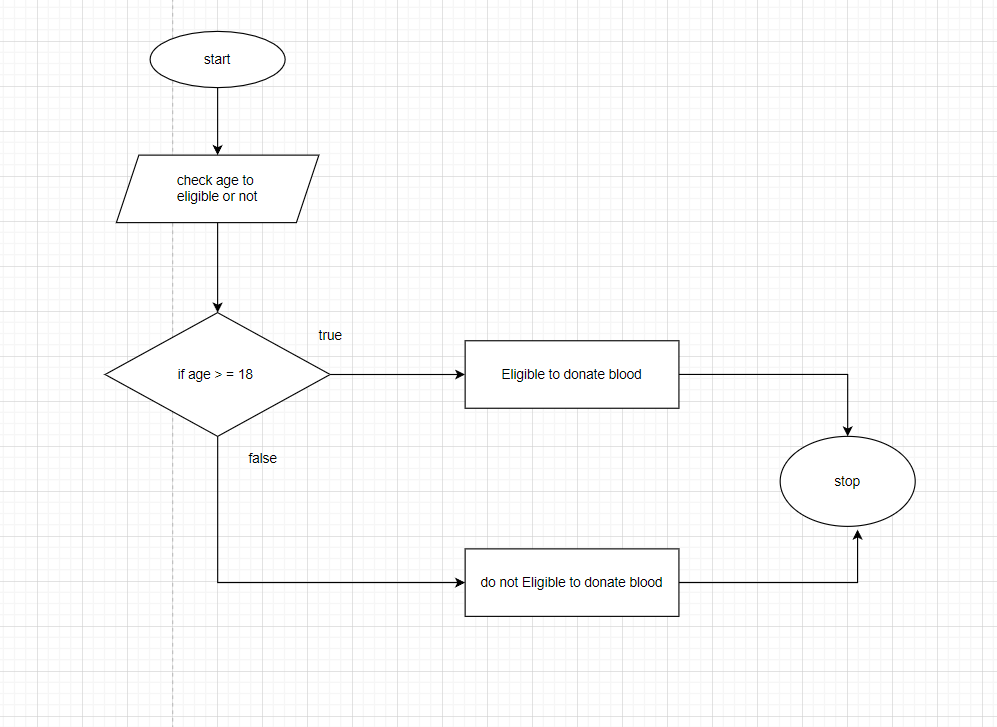 start
check age to
eligible or not
true
if age > = 18
Eligible to donate blood
false
stop
do not Eligible to donate blood